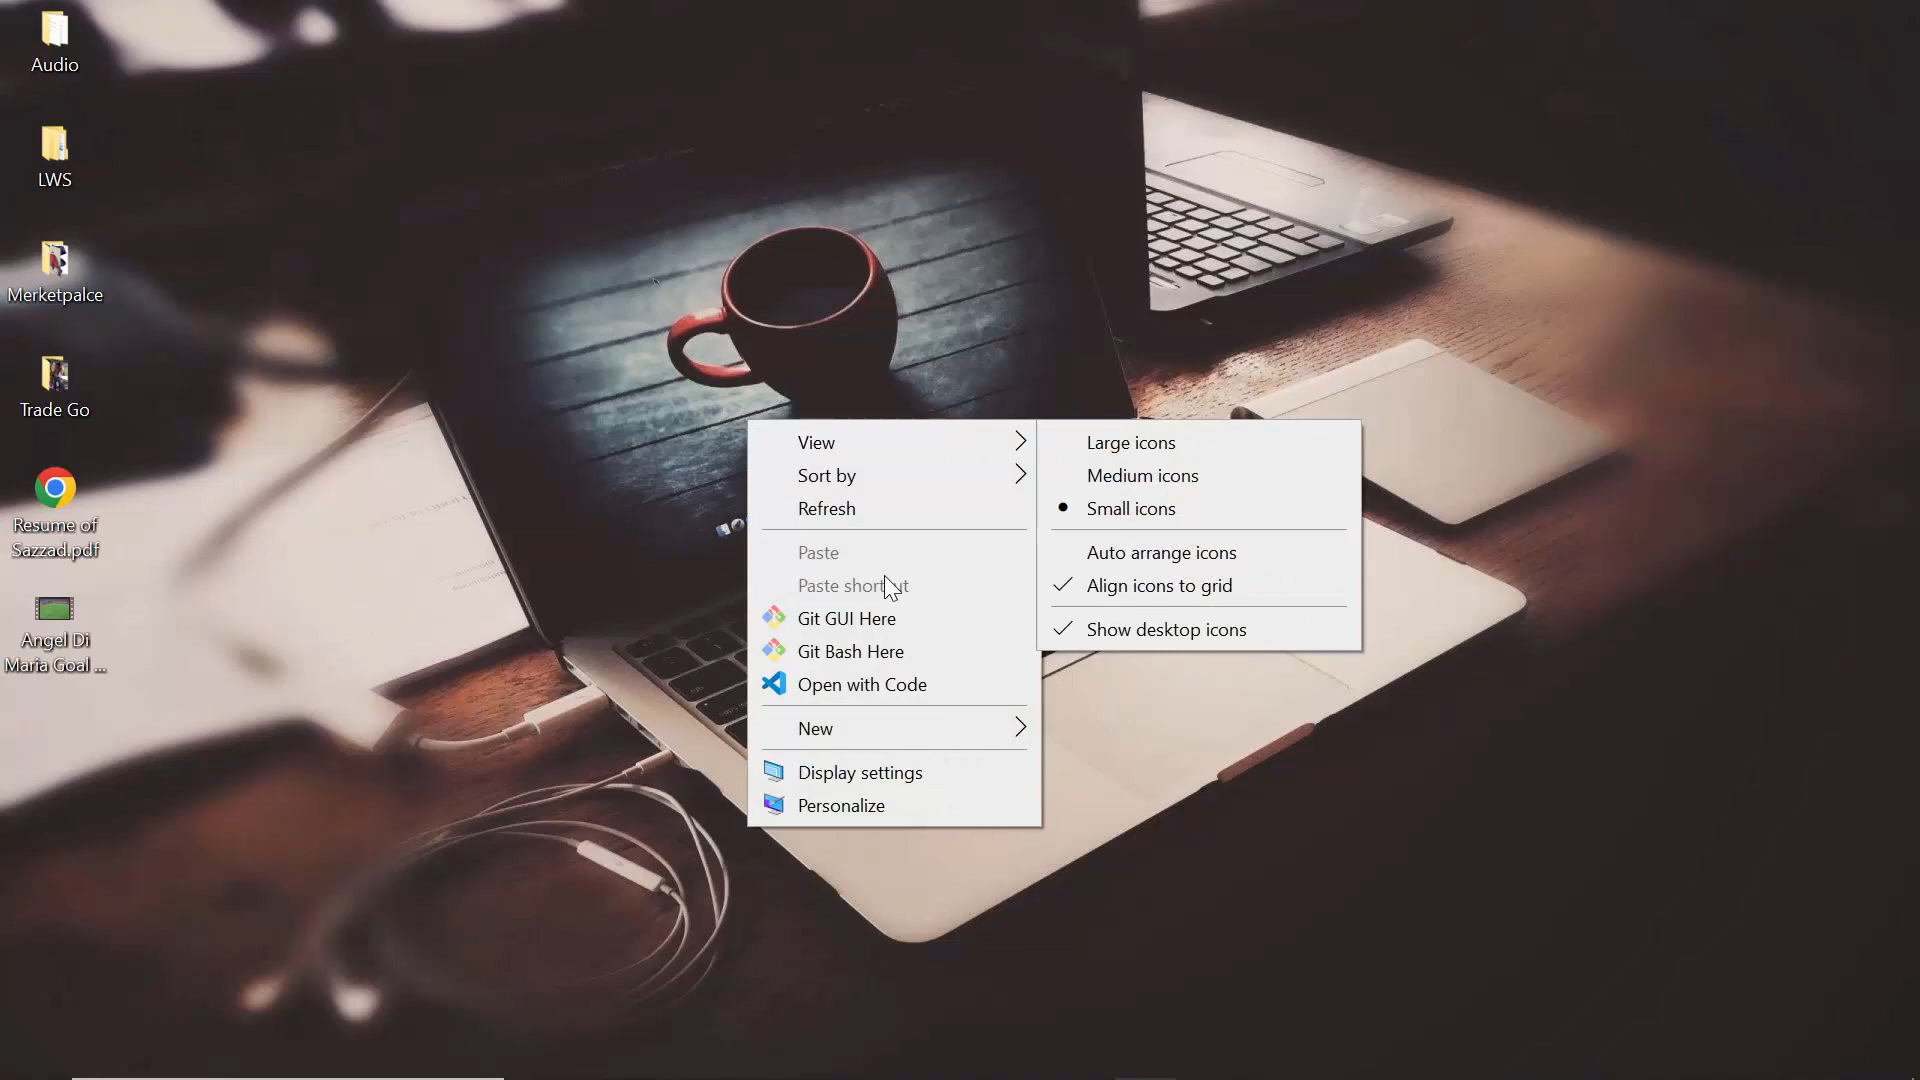 Audio
LWS
Merketpalce
Trade Go
Resume of
Sazzad.pdf
Angel Di
Maria Goal ...
View
Sort by
Refresh
Paste
Paste shortcut
Git GUI Here
Git Bash Here
Open with Code
New
Display settings
Personalize
Large icons
Medium icons
Small icons
Auto arrange icons
Align icons to grid
Show desktop icons